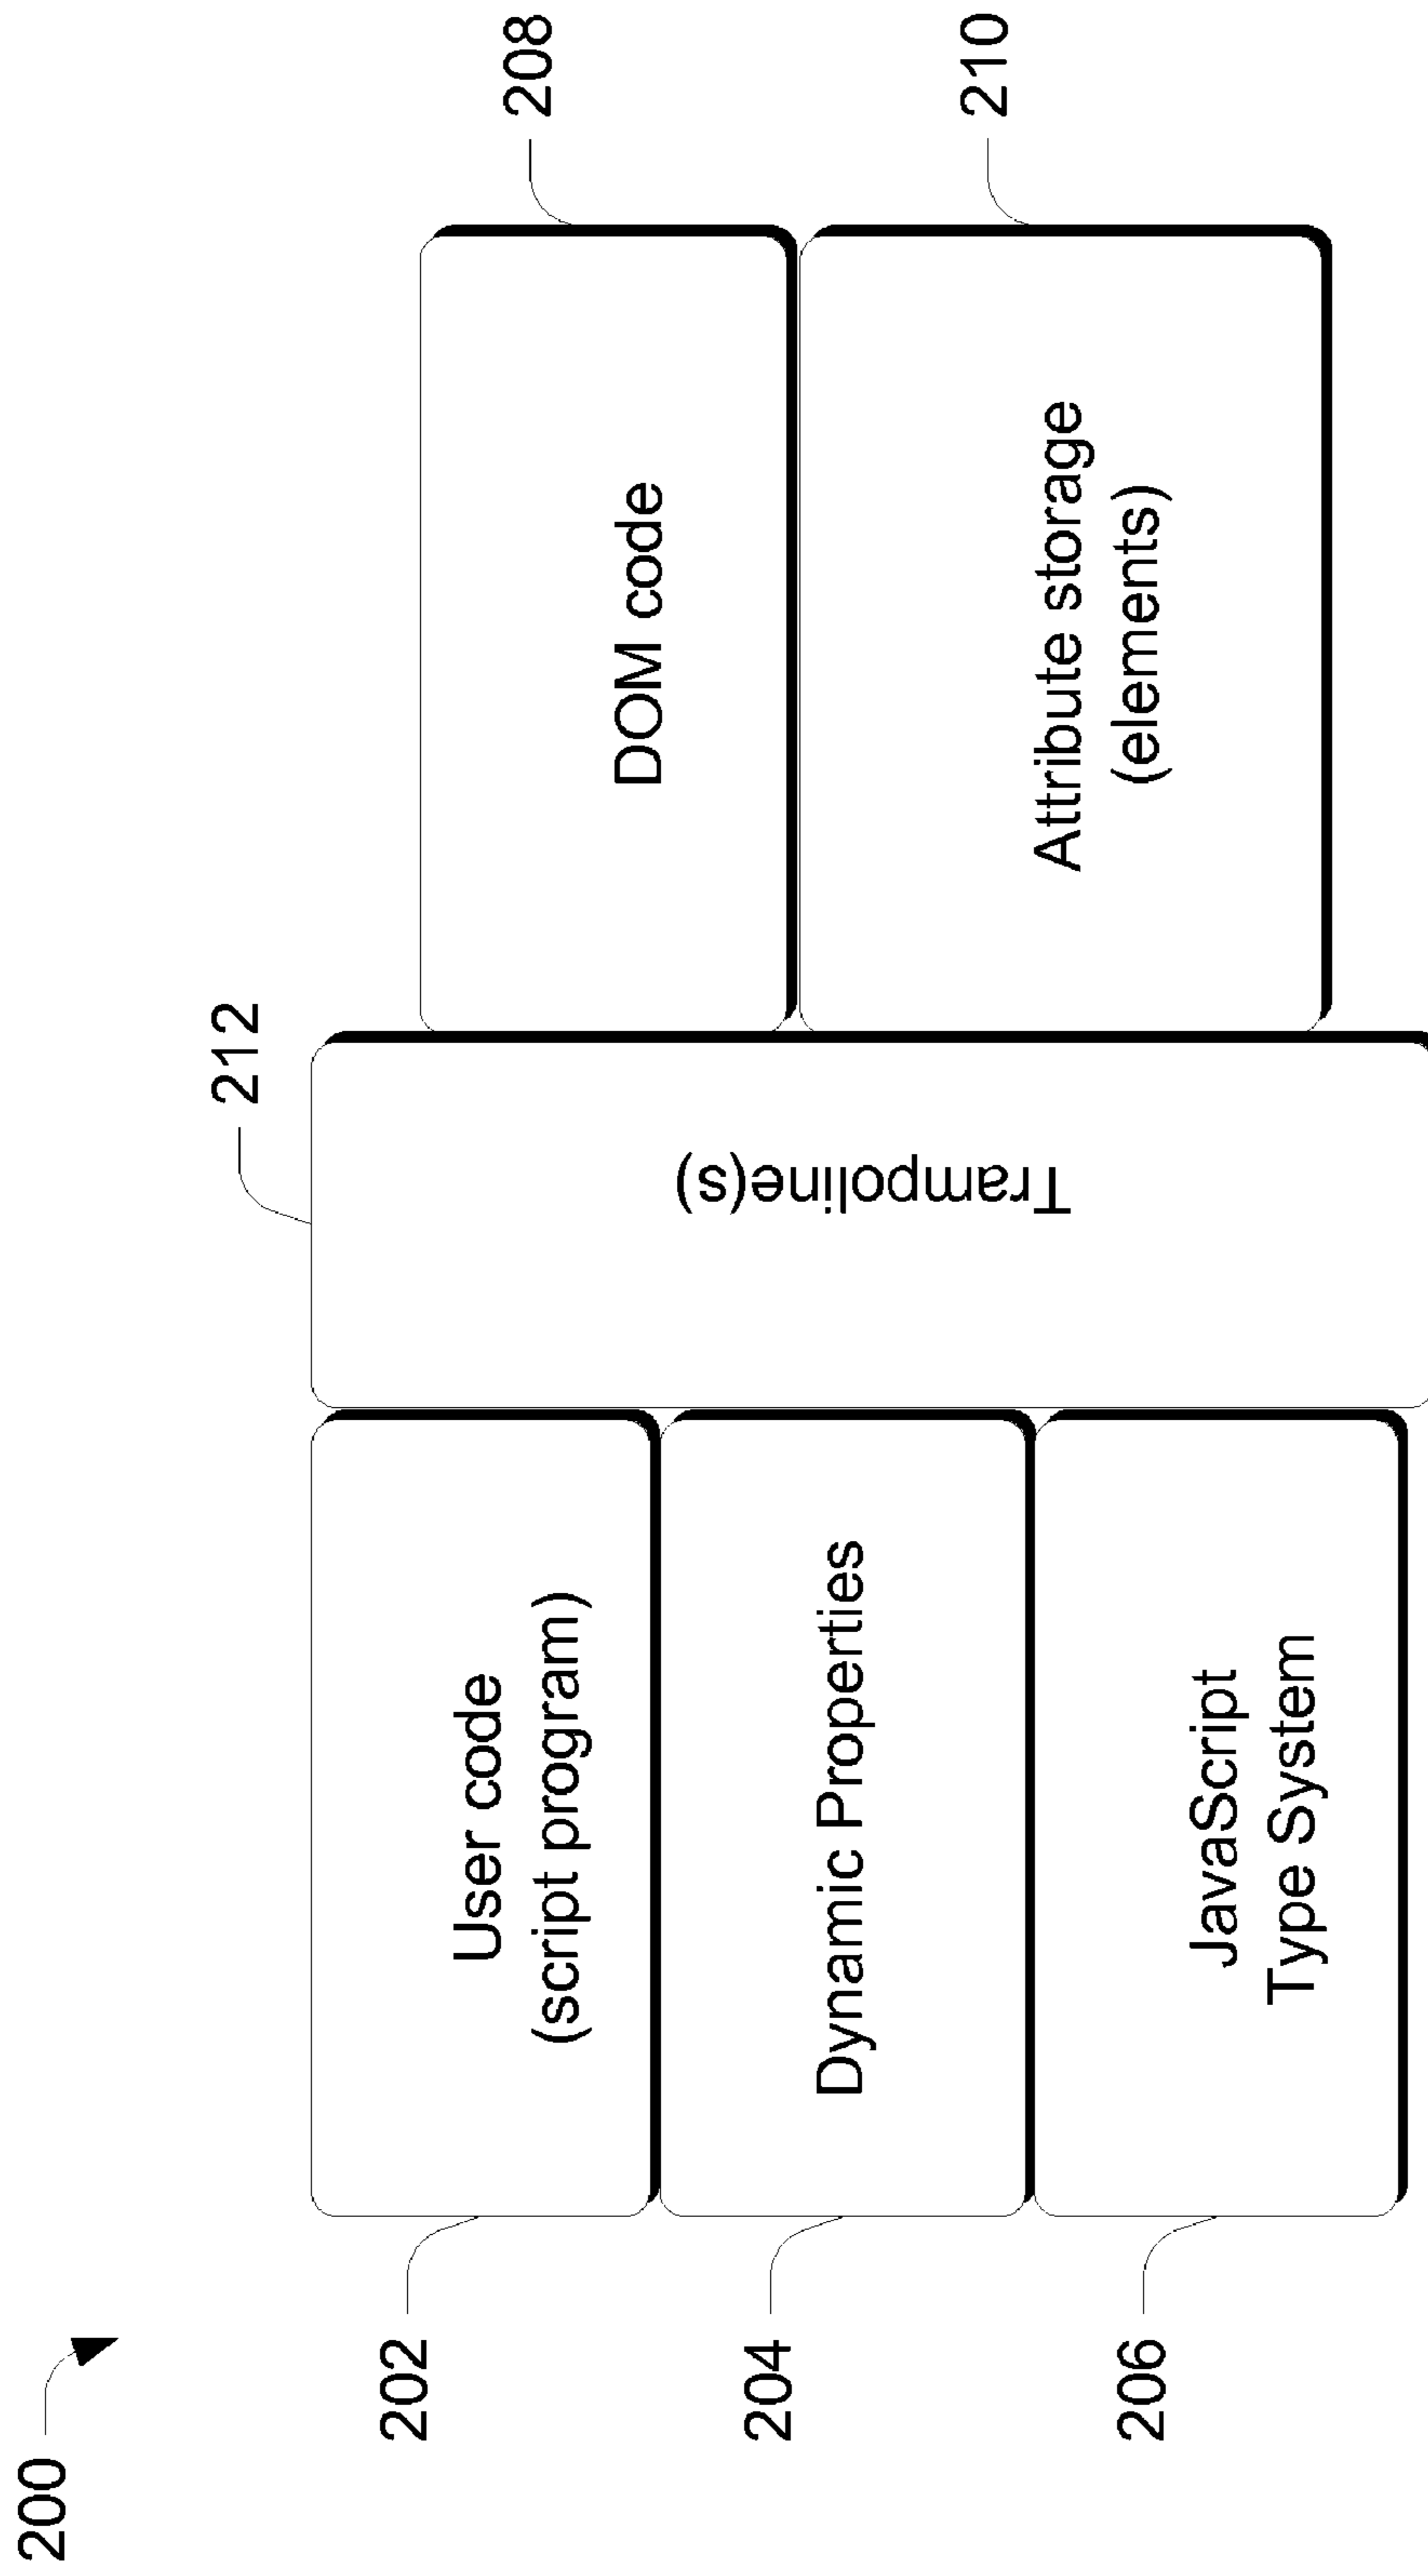 200
202
User code
(script program)
204
Dynamic Properties
206
JavaScript
Type System
212
Trampoline(s)
208
DOM code
210
Attribute storage
(elements)